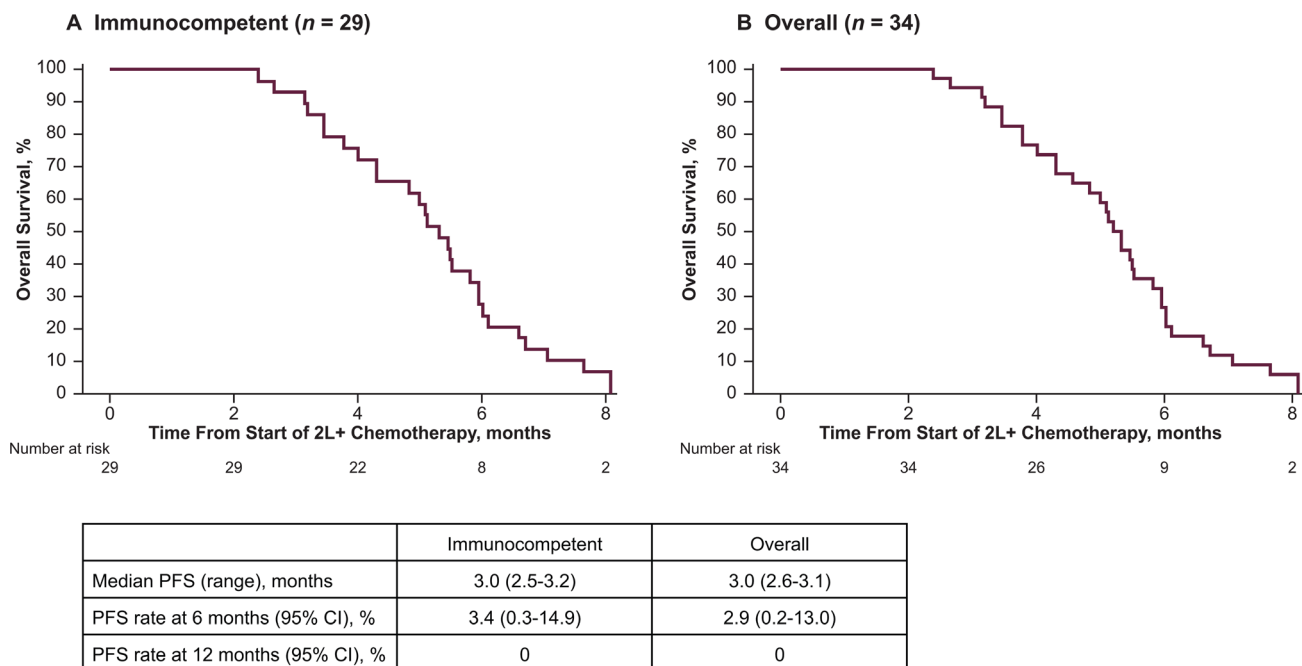 A Immunocompetent (n = 29)
100
90
80
70
60
50
40
30
20
10
0
Overall Survival, %
0 2 4 6 8
Time From Start of 2L+ Chemotherapy, months
Number at risk
29 29 22 8 2
B Overall (n = 34)
100
90
80
70
60
50
40
30
20
10
0
Overall Survival, %
0 2 4 6 8
Time From Start of 2L+ Chemotherapy, months
Number at risk
34 34 26 9 2
Immunocompetent Overall
Median PFS (range), months 3.0 (2.5-3.2) 3.0 (2.6-3.1)
PFS rate at 6 months (95% CI), % 3.4 (0.3-14.9) 2.9 (0.2-13.0)
PFS rate at 12 months (95% CI), % 0 0